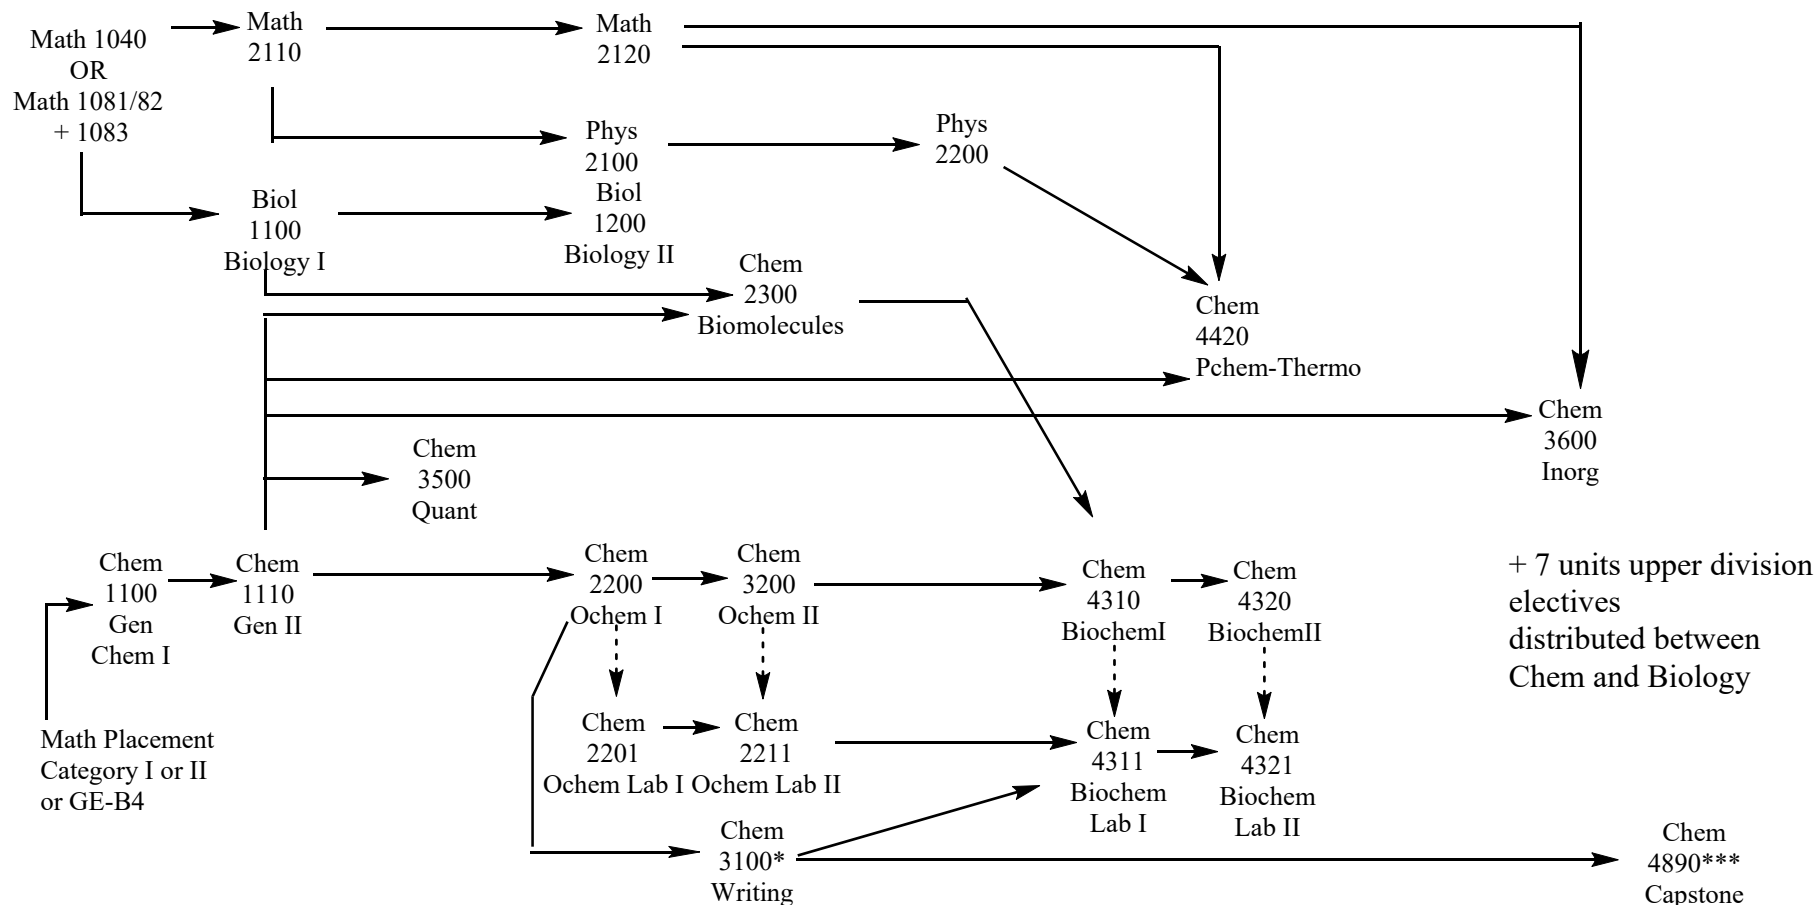 Math 1040
OR
Math 1081/82
+ 1083
Math
2110
Math
2120
Phys
2100
Phys
2200
Biol
1100
Biology I
Biol
1200
Biology II
Chem
2300
Biomolecules
Chem
4420
Pchem-Thermo
Chem
3600
Inorg
Chem
3500
Quant
Chem
1100
Gen
Chem I
Chem
1110
Gen II
Chem
2200
Ochem I
Chem
3200
Ochem II
Chem
4310
BiochemI
Chem
4320
BiochemII
+ 7 units upper division
electives
distributed between
Chem and Biology
Math Placement
Category I or II
or GE-B4
Chem
2201
Ochem Lab I
Chem
2211
Ochem Lab II
Chem
4311
Biochem
Lab I
Chem
4321
Biochem
Lab II
Chem
3100*
Writing
Chem
4890***
Capstone